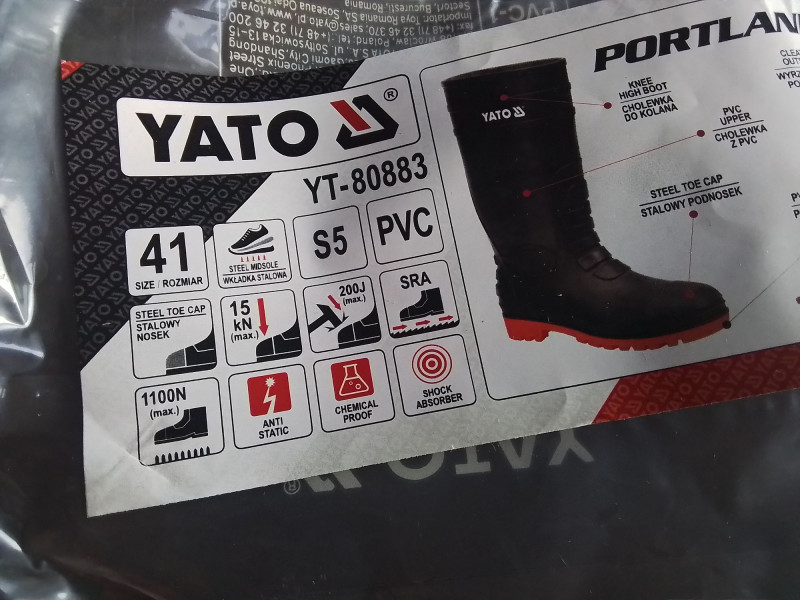 YATO
®
YT-80883
41
SIZE / ROZMIAR
STEEL MIDSOLE
WKŁADKA STALOWA
S5
PVC
STEEL TOE CAP
STALOWY
NOSEK
15
kN
(max.)
200J
(max.)
SRA
1100N
(max.)
ANTI
STATIC
CHEMICAL
PROOF
SHOCK
ABSORBER
PORTLAN
YATO
KNEE
HIGH BOOT
CHOLEWKA
DO KOLANA
PVC
UPPER
CHOLEWKA
Z PVC
STEEL TOE CAP
STALOWY PODNOSEK
YATO
®
PVC-